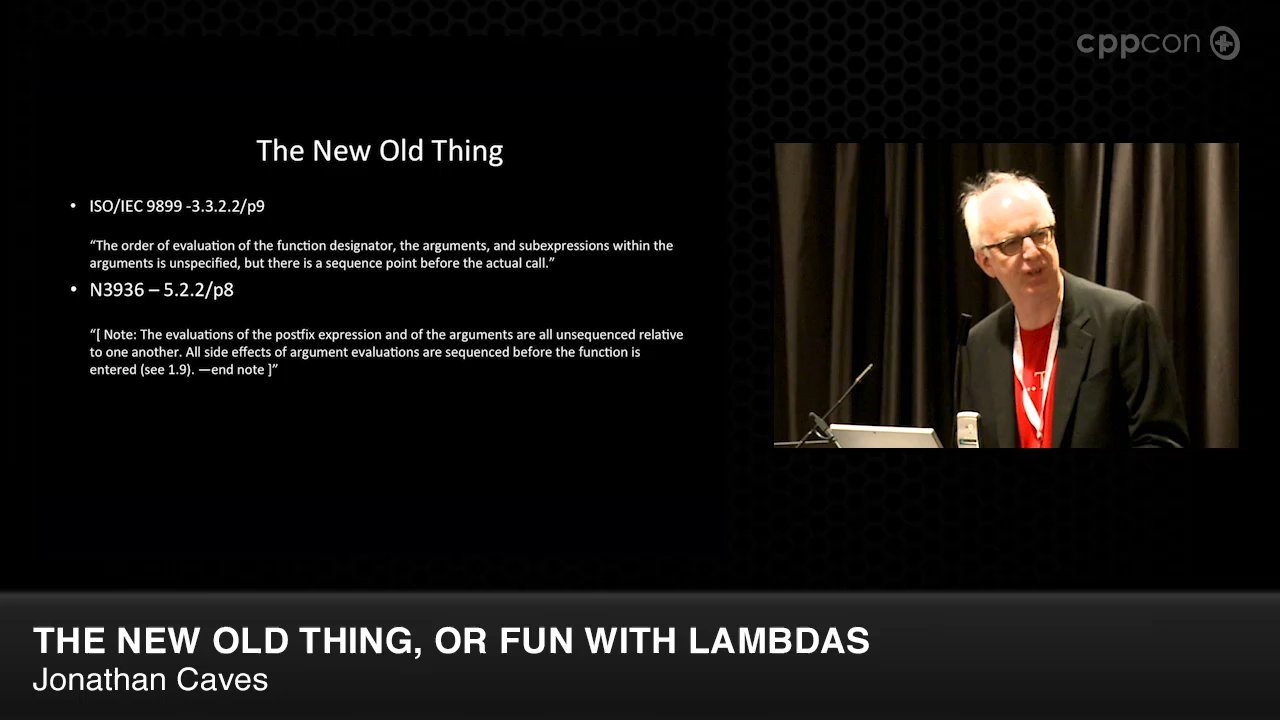 cppcon
The New Old Thing
• ISO/IEC 9899 -3.3.2.2/p9
“The order of evaluation of the function designator, the arguments, and subexpressions within the
arguments is unspecified, but there is a sequence point before the actual call.”
• N3936 – 5.2.2/p8
“[ Note: The evaluations of the postfix expression and of the arguments are all unsequenced relative
to one another. All side effects of argument evaluations are sequenced before the function is
entered (see 1.9). —end note ]”
THE NEW OLD THING, OR FUN WITH LAMBDAS
Jonathan Caves